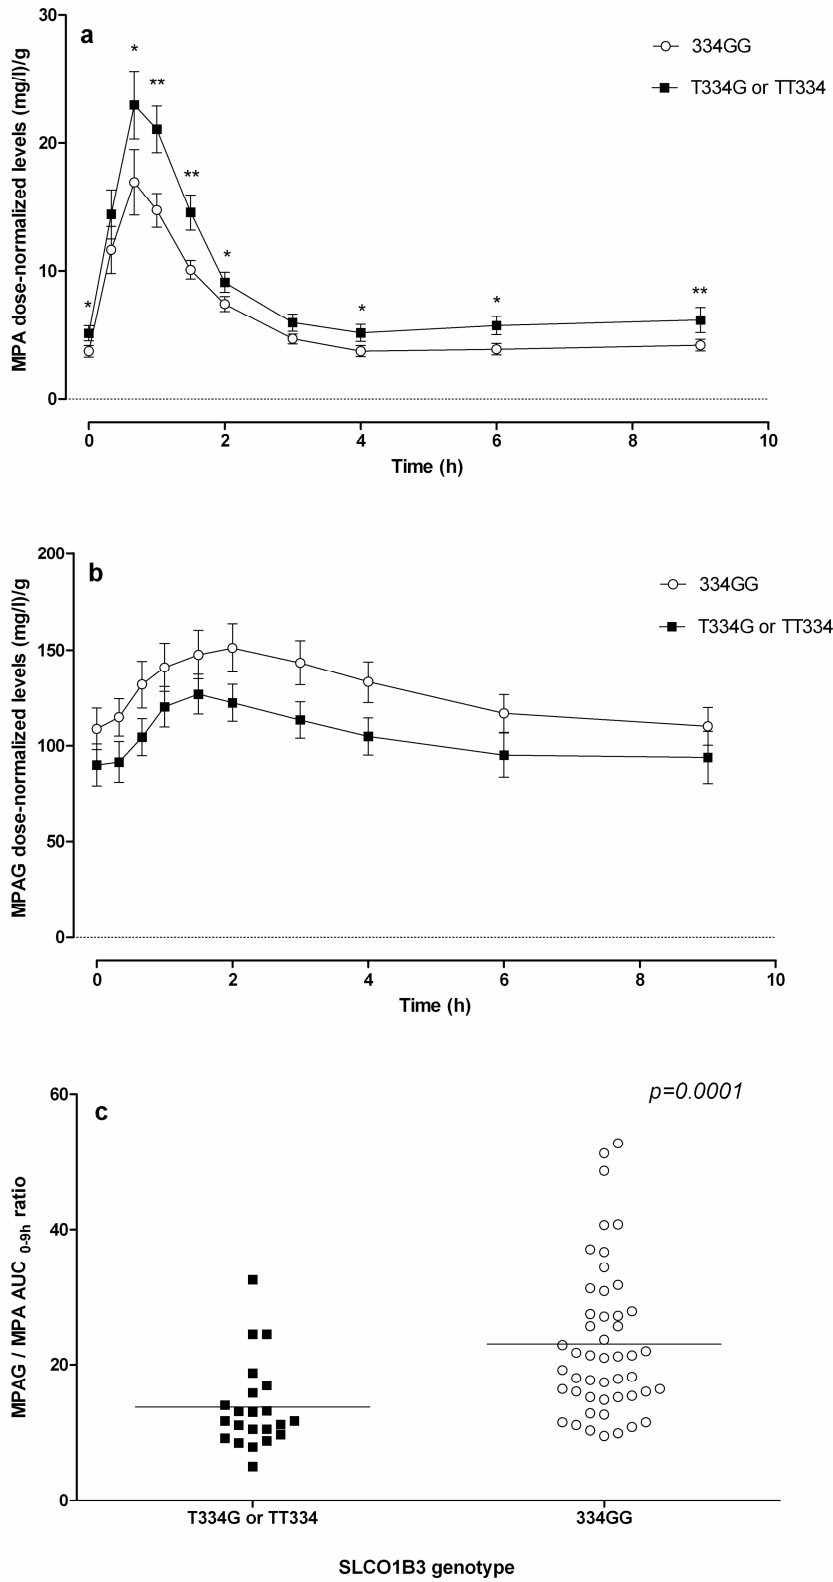 a
334GG
T334G or TT334
30
20
10
0
*
*
**
**
*
*
*
**
MPA dose-normalized levels (mg/l)/g
0 2 4 6 8 10
Time (h)
b
334GG
T334G or TT334
200
150
100
50
0
MPAG dose-normalized levels (mg/l)/g
0 2 4 6 8 10
Time (h)
c
p=0.0001
60
40
20
0
MPAG / MPA AUC 0-9h ratio
T334G or TT334 334GG
SLCO1B3 genotype